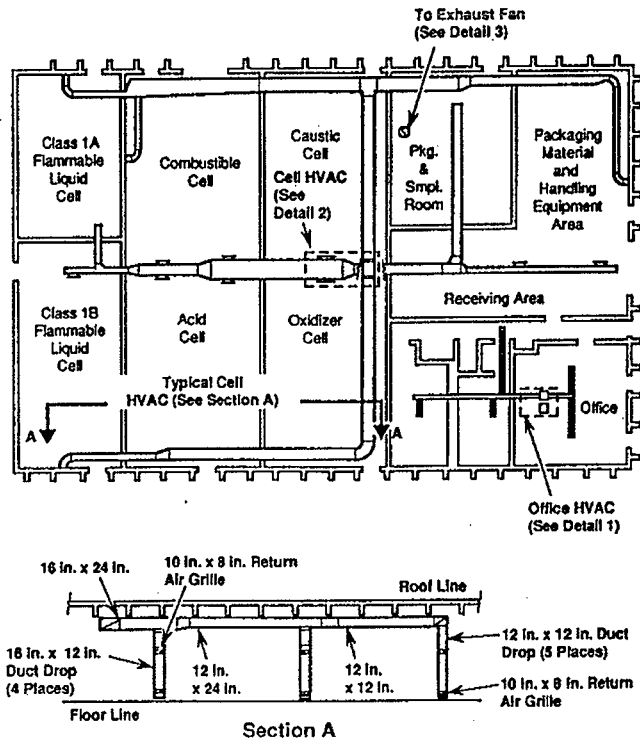 To Exhaust Fan
(See Detail 3)
Class 1A
Flammable
Liquid
Cell
Combustible
Cell
Caustic
Cell
Cell HVAC
(See
Detail 2)
Pkg.
&
Smpl.
Room
Packaging
Material
and
Handling
Equipment
Area
Receiving Area
Class 1B
Flammable
Liquid
Cell
Acid
Cell
Oxidizer
Cell
Typical Cell
HVAC (See Section A)
A
A
Office
Office HVAC
(See Detail 1)
16 in. x 24 in.
10 in. x 8 in. Return
Air Grille
Roof Line
16 in. x 12 in.
Duct Drop
(4 Places)
12 in.
x 24 in.
12 in.
x 12 in.
12 in. x 12 in. Duct
Drop (5 Places)
10 in. x 8 in. Return
Air Grille
Floor Line
Section A